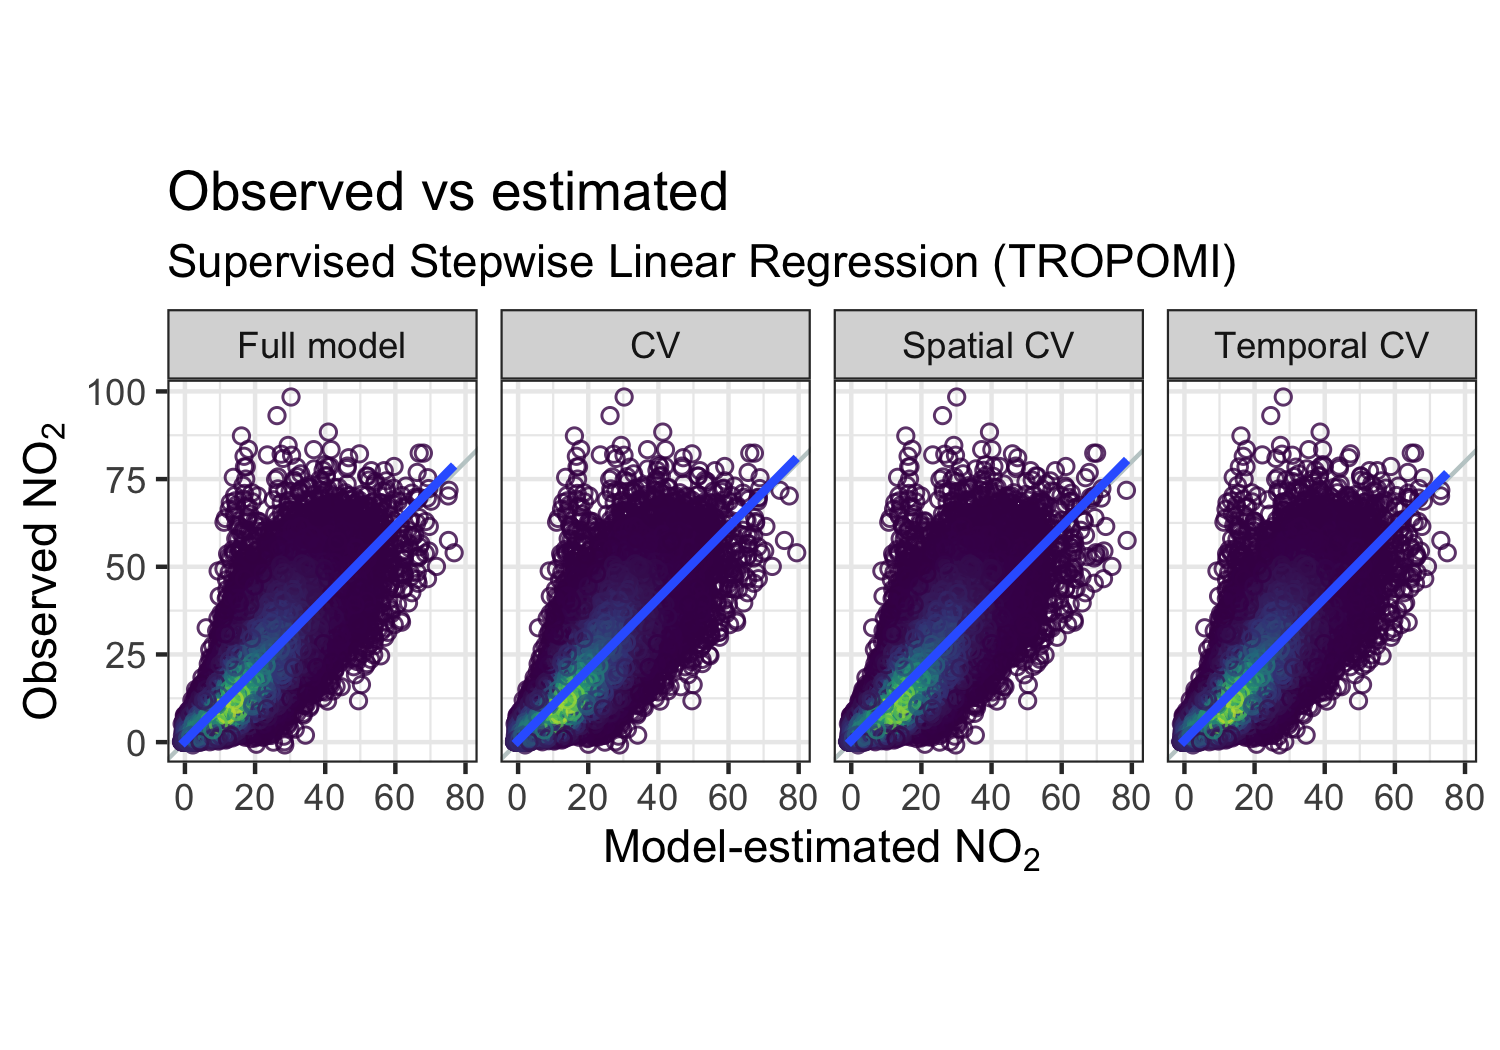 Observed vs estimated
Supervised Stepwise Linear Regression (TROPOMI)
Full model CV Spatial CV Temporal CV
100
75
50
25
0
Observed NO₂
0 20 40 60 80 0 20 40 60 80 0 20 40 60 80 0 20 40 60 80
Model-estimated NO₂